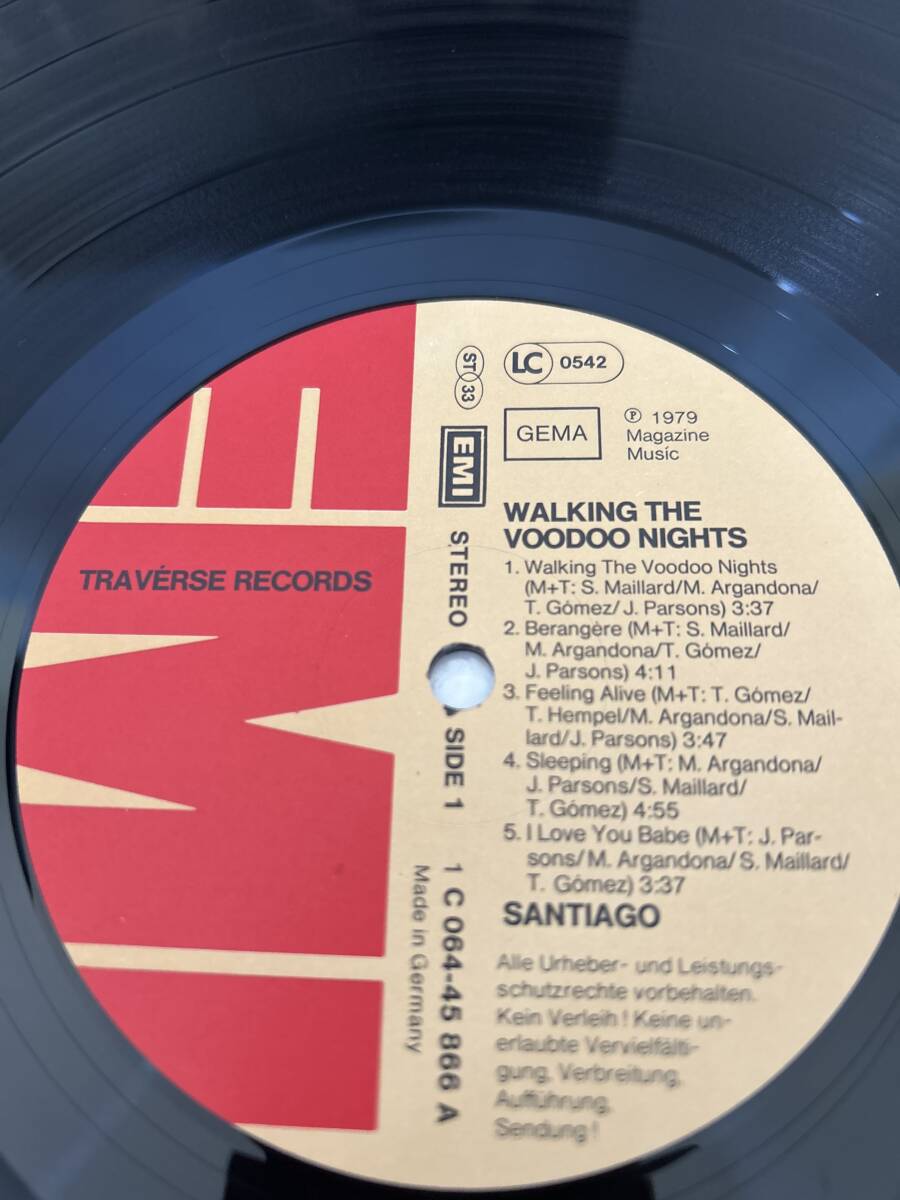 ST 33
LC 0542
GEMA
℗ 1979
Magazine
Music
EMI
STEREO
SIDE 1
1 C 064-45 866 A
Made in Germany
TRAVÉRSE RECORDS
WALKING THE
VOODOO NIGHTS
1. Walking The Voodoo Nights
(M+T: S. Maillard/M. Argandona/
T. Gómez/J. Parsons) 3:37
2. Berangère (M+T: S. Maillard/
M. Argandona/T. Gómez/
J. Parsons) 4:11
3. Feeling Alive (M+T: T. Gómez/
T. Hempel/M. Argandona/S. Mail-
lard/J. Parsons) 3:47
4. Sleeping (M+T: M. Argandona/
J. Parsons/S. Maillard/
T. Gómez) 4:55
5. I Love You Babe (M+T: J. Par-
sons/M. Argandona/S. Maillard/
T. Gómez) 3:37
SANTIAGO
Alle Urheber- und Leistungs-
schutzrechte vorbehalten.
Kein Verleih! Keine un-
erlaubte Vervielfälti-
gung, Verbreitung,
Aufführung,
Sendung!